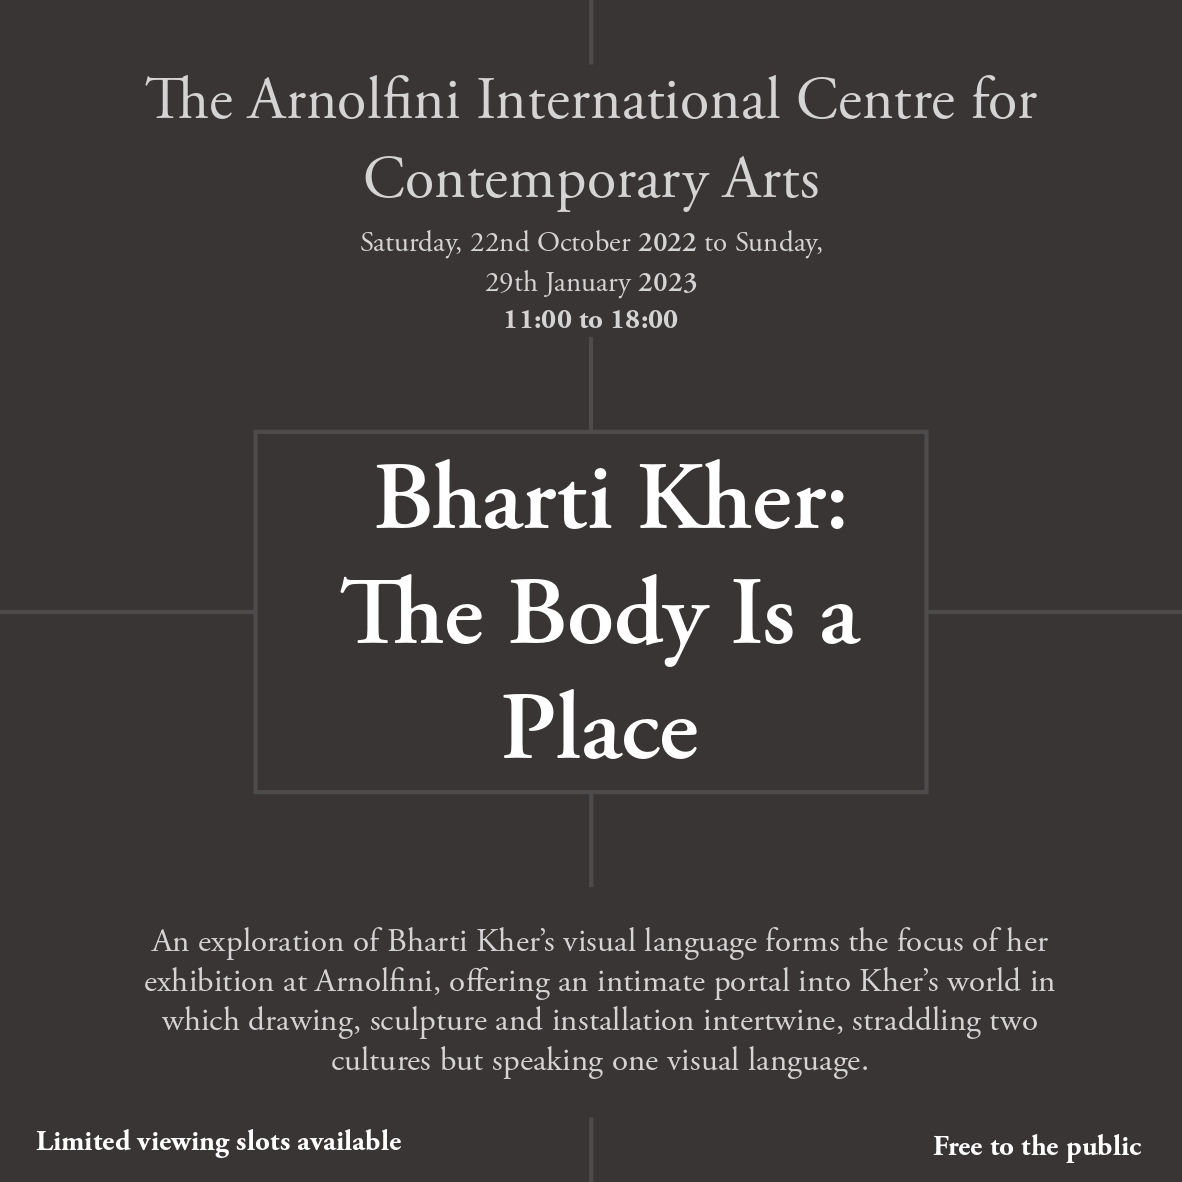 The Arnolfini International Centre for
Contemporary Arts
Saturday, 22nd October 2022 to Sunday,
29th January 2023
11:00 to 18:00
Bharti Kher:
The Body Is a
Place
An exploration of Bharti Kher’s visual language forms the focus of her
exhibition at Arnolfini, offering an intimate portal into Kher’s world in
which drawing, sculpture and installation intertwine, straddling two
cultures but speaking one visual language.
Limited viewing slots available
Free to the public